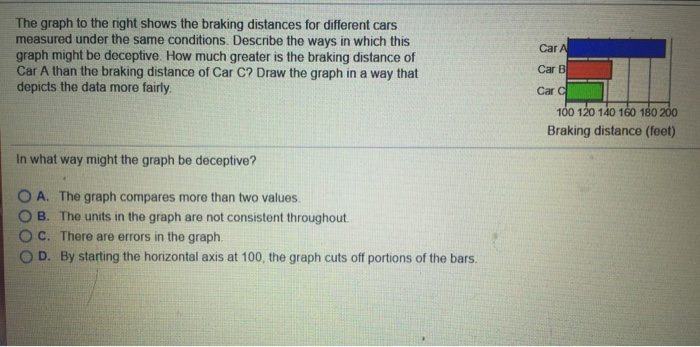 The graph to the right shows the braking distances for different cars
measured under the same conditions. Describe the ways in which this
graph might be deceptive. How much greater is the braking distance of
Car A than the braking distance of Car C? Draw the graph in a way that
depicts the data more fairly.
Car A
Car B
Car C
100 120 140 160 180 200
Braking distance (feet)
In what way might the graph be deceptive?
A. The graph compares more than two values.
B. The units in the graph are not consistent throughout.
C. There are errors in the graph.
D. By starting the horizontal axis at 100, the graph cuts off portions of the bars.